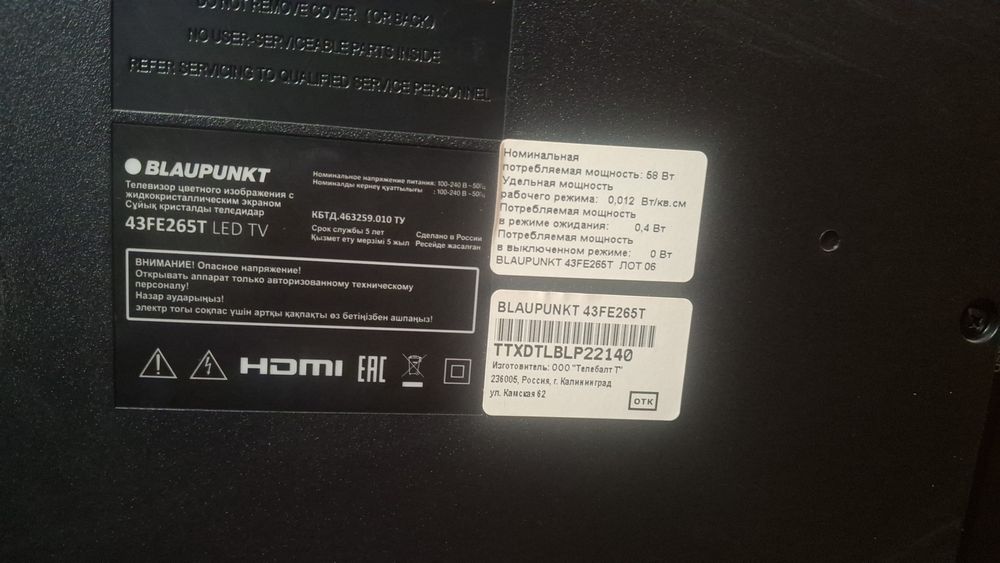 DO NOT REMOVE COVER (OR BACK)
NO USER-SERVICEABLE PARTS INSIDE
REFER SERVICING TO QUALIFIED SERVICE PERSONNEL
BLAUPUNKT
Телевизор цветного изображения с
жидкокристаллическим экраном
Сұйық кристалды теледидар
43FE265T LED TV
Номинальное напряжение питания: 100-240 В ~ 50Гц
Номиналды кернеу қуаттылығы : 100-240 В ~ 50Гц
КБТД.463259.010 ТУ
Срок службы 5 лет Сделано в России
Қызмет ету мерзімі 5 жыл Ресейде жасалған
ВНИМАНИЕ! Опасное напряжение!
Открывать аппарат только авторизованному техническому
персоналу!
Назар аударыңыз!
электр тогы соқпас үшін артқы қақпакты өз бетіңізбен ашпаңыз!
HDMI EAC
Номинальная
потребляемая мощность: 58 Вт
Удельная мощность
рабочего режима: 0,012 Вт/кв.см
Потребляемая мощность
в режиме ожидания: 0,4 Вт
Потребляемая мощность
в выключенном режиме: 0 Вт
BLAUPUNKT 43FE265T ЛОТ 06
BLAUPUNKT 43FE265T
TTXDTLBLP22140
Изготовитель: ООО "Телебалт Т"
236005, Россия, г. Калининград
ул. Камская 62
ОТК